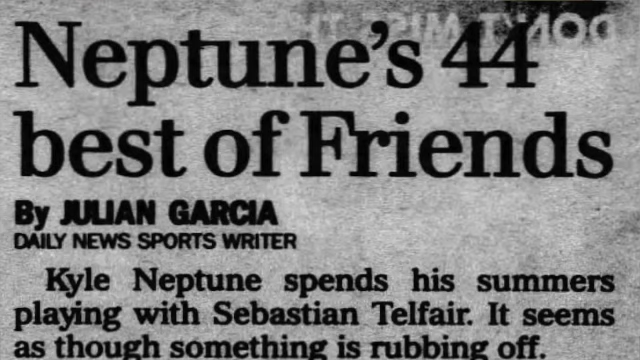 Neptune's 44
best of Friends
By JULIAN GARCIA
DAILY NEWS SPORTS WRITER
Kyle Neptune spends his summers
playing with Sebastian Telfair. It seems
as though something is rubbing off